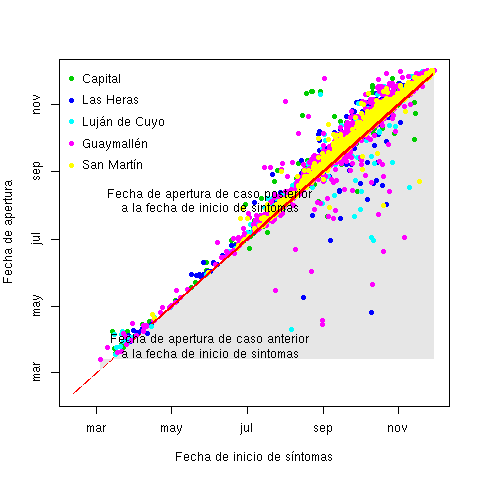 Capital
Las Heras
Luján de Cuyo
Guaymallén
San Martín
Fecha de apertura de caso posterior
a la fecha de inicio de sintomas
Fecha de apertura de caso anterior
a la fecha de inicio de sintomas
Fecha de apertura
nov
sep
jul
may
mar
mar
may
jul
sep
nov
Fecha de inicio de síntomas